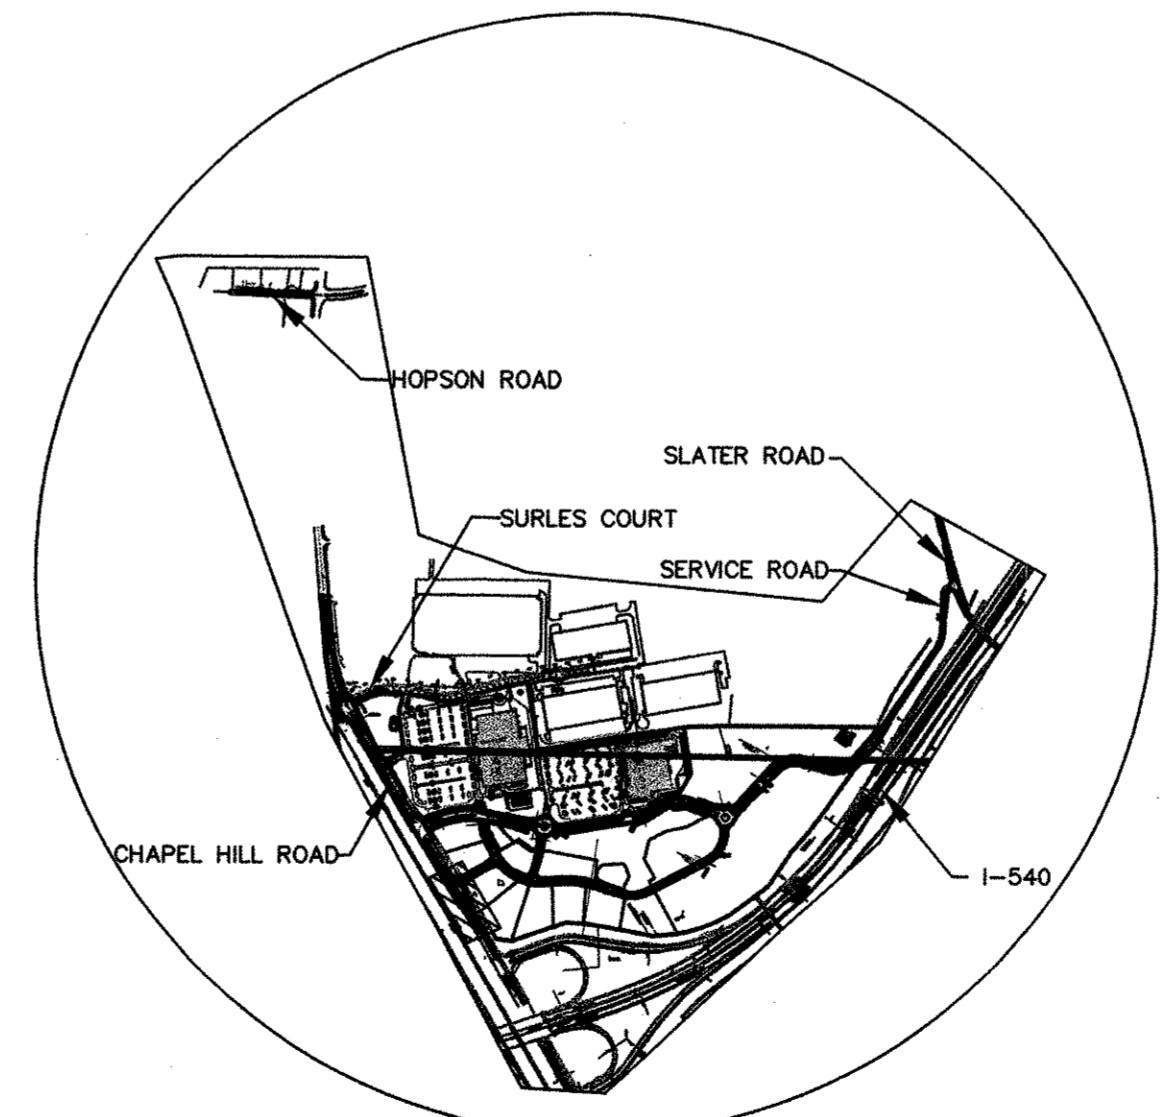 HOPSON ROAD
SLATER ROAD
SURLES COURT
SERVICE ROAD
CHAPEL HILL ROAD
I-540